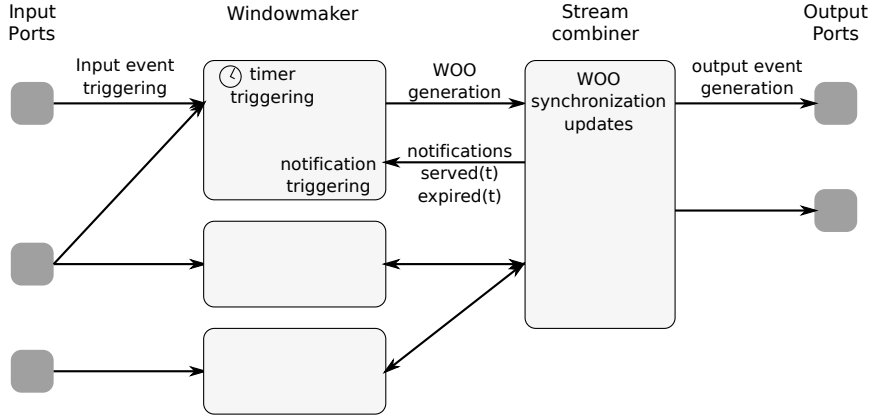 Input
Ports
Windowmaker
Stream
combiner
Output
Ports
Input event
triggering
timer
triggering
WOO
generation
WOO
synchronization
updates
output event
generation
notification
triggering
notifications
served(t)
expired(t)